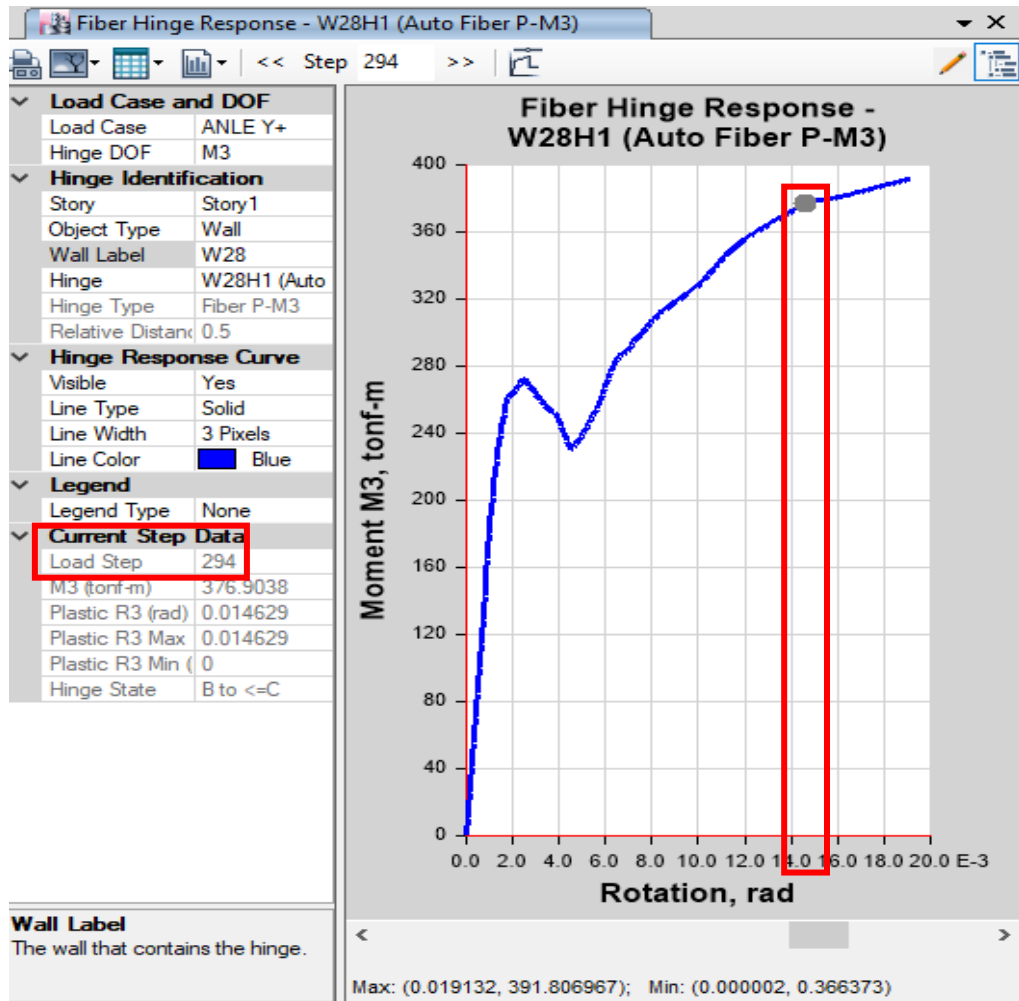 Fiber Hinge Response - W28H1 (Auto Fiber P-M3)
<< Step 294 >>
Load Case and DOF
Load Case ANLE Y+
Hinge DOF M3
Hinge Identification
Story Story1
Object Type Wall
Wall Label W28
Hinge W28H1 (Auto
Hinge Type Fiber P-M3
Relative Distanc 0.5
Hinge Response Curve
Visible Yes
Line Type Solid
Line Width 3 Pixels
Line Color Blue
Legend
Legend Type None
Current Step Data
Load Step 294
M3 (tonf-m) 376.9038
Plastic R3 (rad) 0.014629
Plastic R3 Max 0.014629
Plastic R3 Min ( 0
Hinge State B to <=C
Wall Label
The wall that contains the hinge.
Fiber Hinge Response -
W28H1 (Auto Fiber P-M3)
Moment M3, tonf-m
400
360
320
280
240
200
160
120
80
40
0
0.0 2.0 4.0 6.0 8.0 10.0 12.0 14.0 16.0 18.0 20.0 E-3
Rotation, rad
Max: (0.019132, 391.806967); Min: (0.000002, 0.366373)